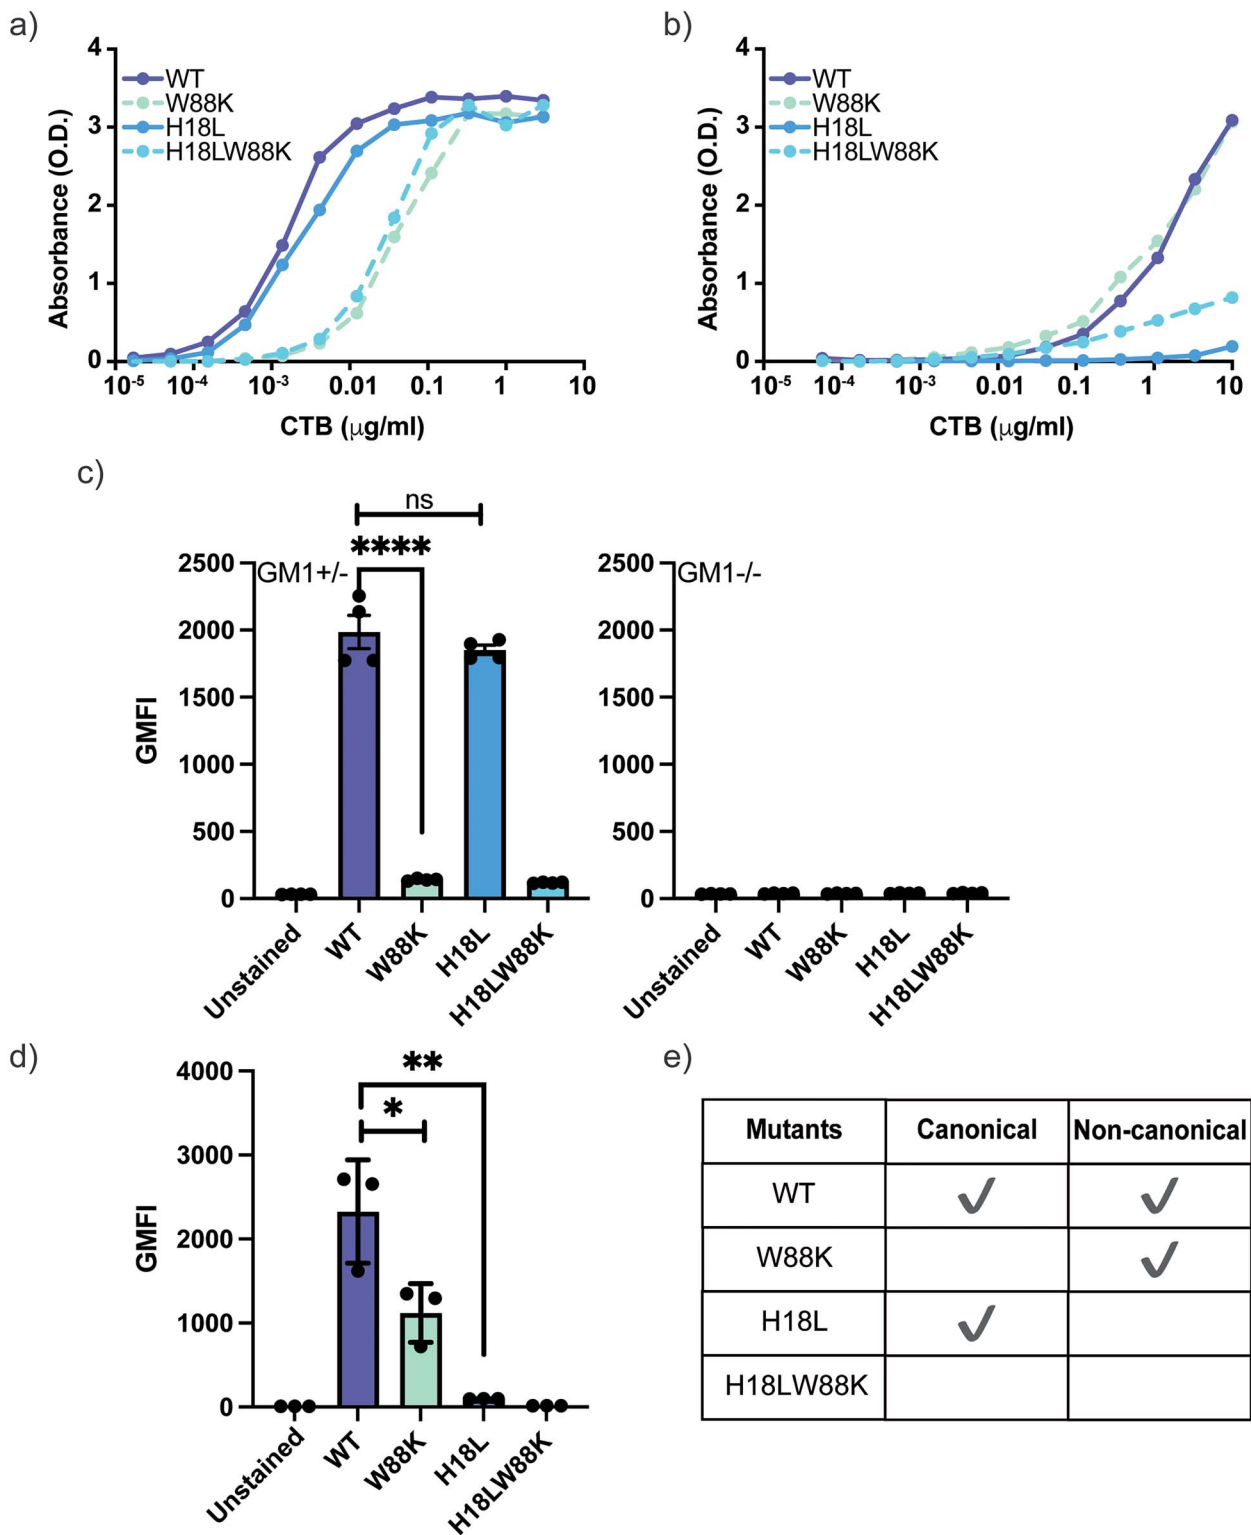 a)
4
3
2
1
0
Absorbance (O.D.)
WT
W88K
H18L
H18LW88K
10-5
10-4
10-3
0.01
0.1
1
10
CTB (μg/ml)
b)
4
3
2
1
0
Absorbance (O.D.)
WT
W88K
H18L
H18LW88K
10-5
10-4
10-3
0.01
0.1
1
10
CTB (μg/ml)
c)
ns
****
2500
2000
1500
1000
500
0
GMFI
GM1+/-
Unstained
WT
W88K
H18L
H18LW88K
2500
2000
1500
1000
500
0
GM1-/-
Unstained
WT
W88K
H18L
H18LW88K
d)
**
*
4000
3000
2000
1000
0
GMFI
Unstained
WT
W88K
H18L
H18LW88K
e)
Mutants Canonical Non-canonical
WT ✓ ✓
W88K ✓
H18L ✓
H18LW88K